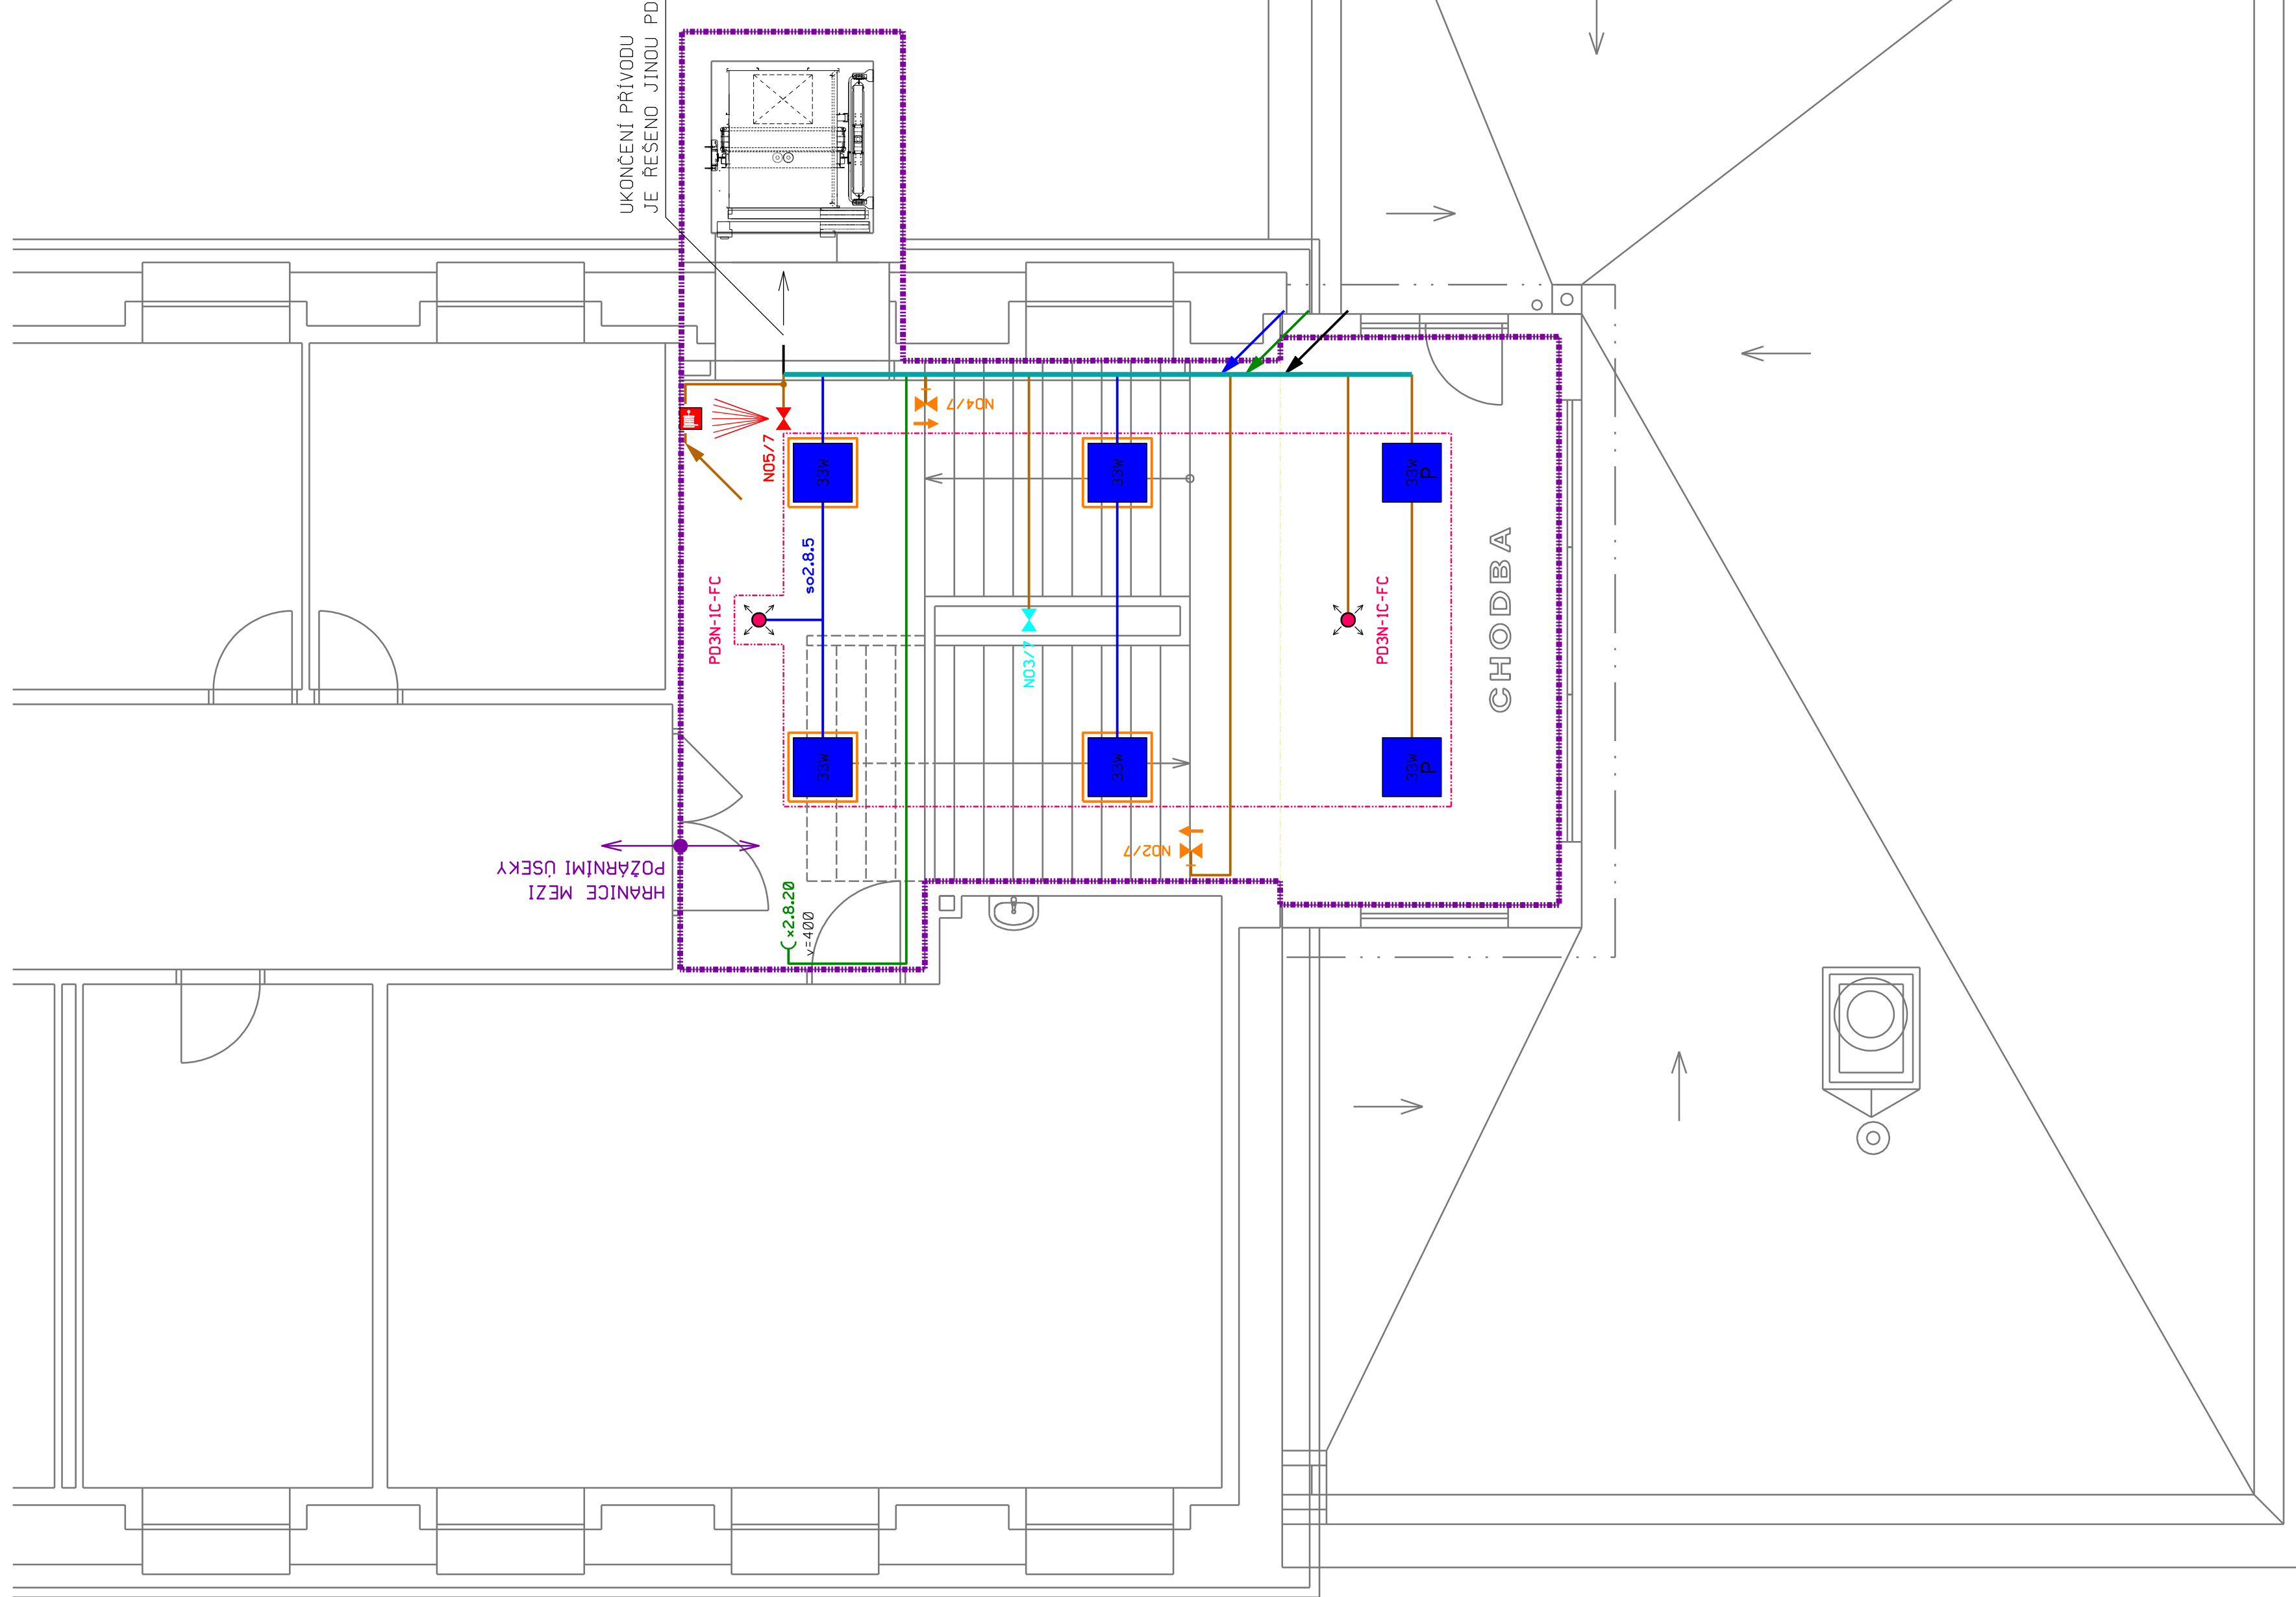 UKONČENÍ PŘÍVODU
JE ŘEŠENO JINOU PD
NO5/7
NO4/7
33W
33W
33W
P
so2.8.5
PD3N-1C-FC
NO3/7
PD3N-1C-FC
CHODBA
33W
33W
33W
P
NO2/7
HRANICE MEZI
POŽÁRNÍMI ÚSEKY
x2.8.20
v=400